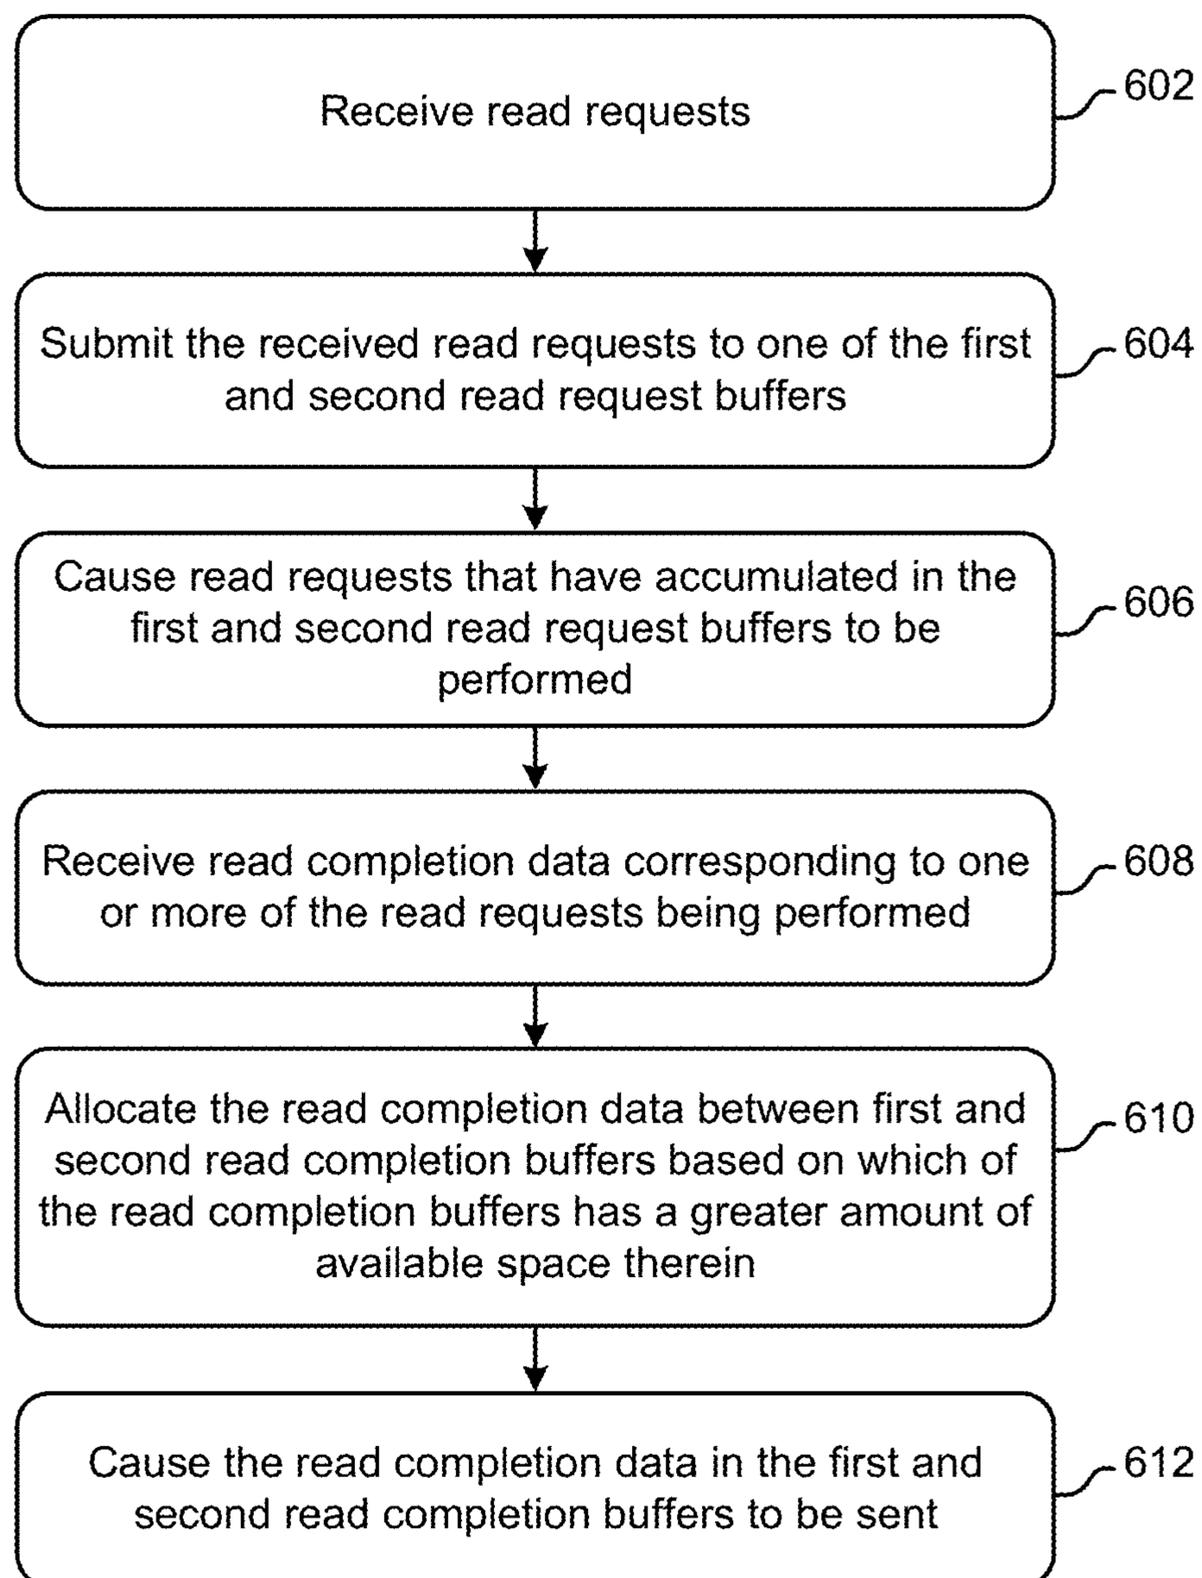 Receive read requests
602
Submit the received read requests to one of the first
and second read request buffers
604
Cause read requests that have accumulated in the
first and second read request buffers to be
performed
606
Receive read completion data corresponding to one
or more of the read requests being performed
608
Allocate the read completion data between first and
second read completion buffers based on which of
the read completion buffers has a greater amount of
available space therein
610
Cause the read completion data in the first and
second read completion buffers to be sent
612